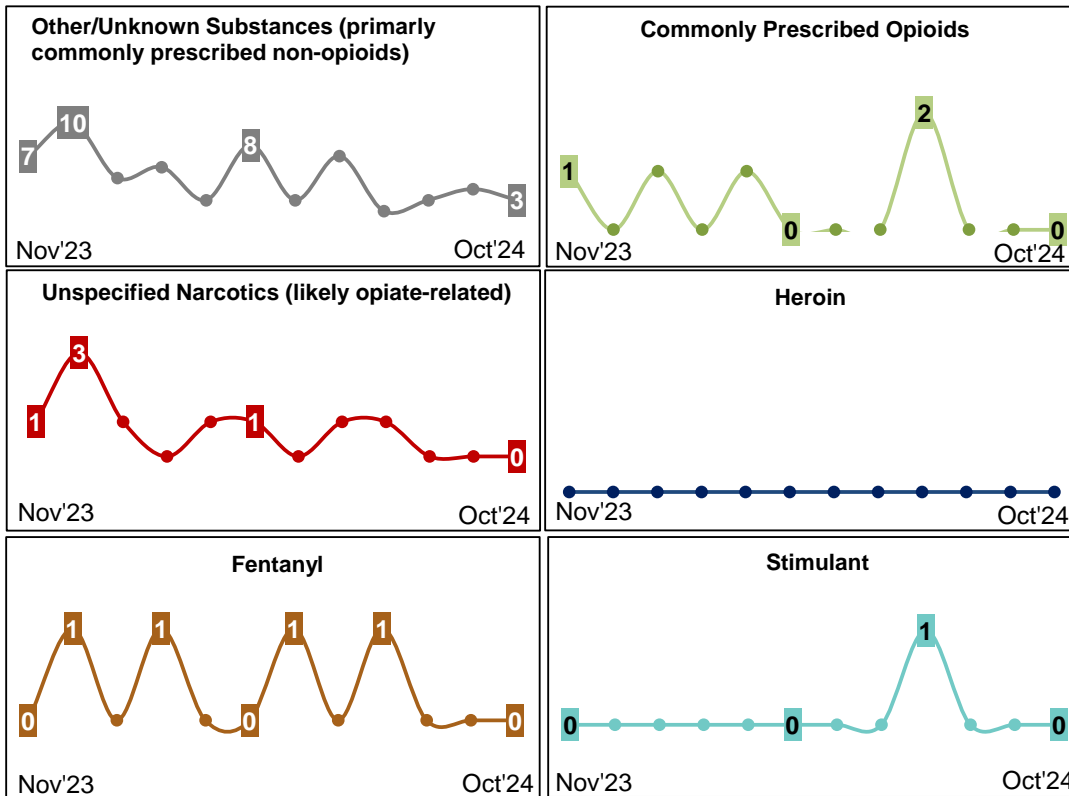 Other/Unknown Substances (primarly
commonly prescribed non-opioids)
7
10
8
3
Nov'23
Oct'24
Commonly Prescribed Opioids
1
0
2
0
Nov'23
Oct'24
Unspecified Narcotics (likely opiate-related)
1
3
1
0
Nov'23
Oct'24
Heroin
Nov'23
Oct'24
Fentanyl
0
1
1
0
1
1
0
Nov'23
Oct'24
Stimulant
0
0
1
0
Nov'23
Oct'24